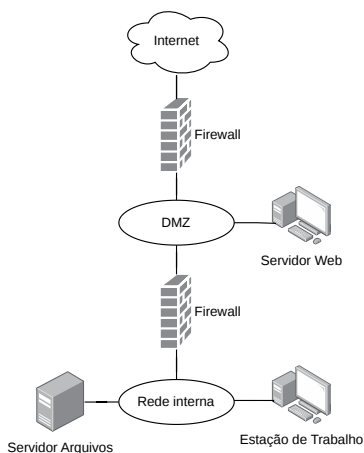 Internet
Firewall
DMZ
Servidor Web
Firewall
Rede interna
Servidor Arquivos
Estação de Trabalho